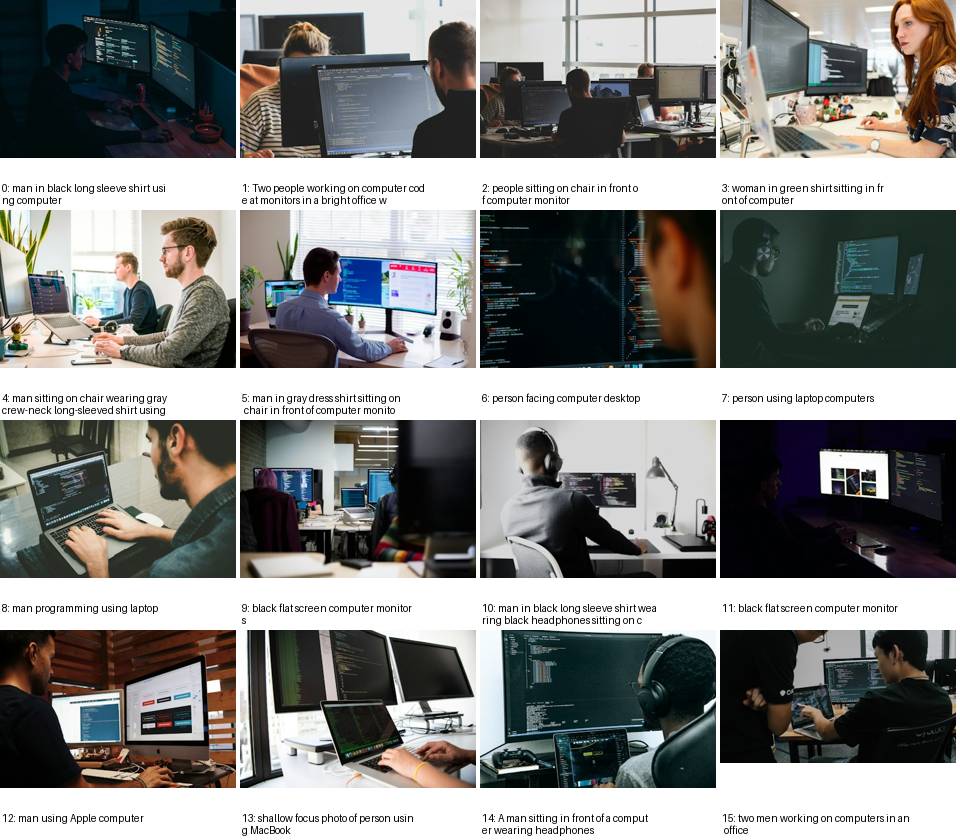 0: man in black long sleeve shirt usi
ng computer
1: Two people working on computer cod
e at monitors in a bright office w
2: people sitting on chair in front o
f computer monitor
3: woman in green shirt sitting in fr
ont of computer
4: man sitting on chair wearing gray
crew-neck long-sleeved shirt using
5: man in gray dress shirt sitting on
chair in front of computer monito
6: person facing computer desktop
7: person using laptop computers
8: man programming using laptop
9: black flat screen computer monitor
s
10: man in black long sleeve shirt wea
ring black headphones sitting on c
11: black flat screen computer monitor
12: man using Apple computer
13: shallow focus photo of person usin
g MacBook
14: A man sitting in front of a comput
er wearing headphones
15: two men working on computers in an
office